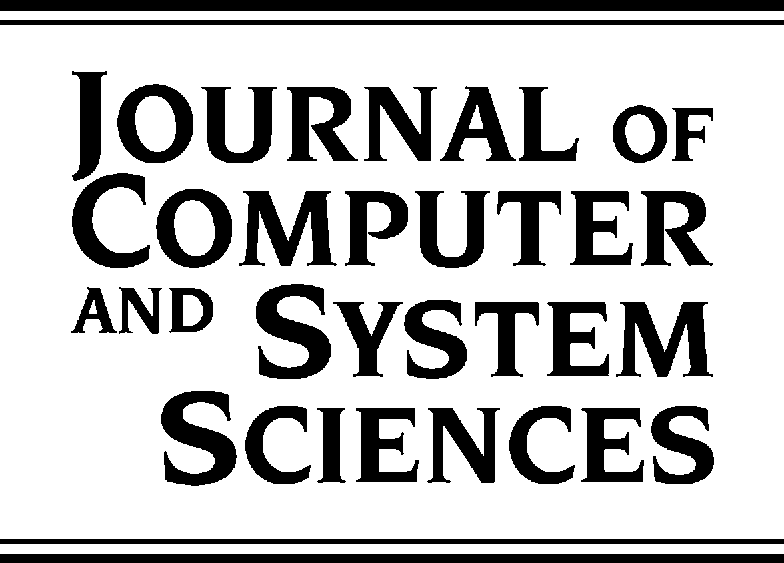 JOURNAL OF
COMPUTER
AND SYSTEM
SCIENCES